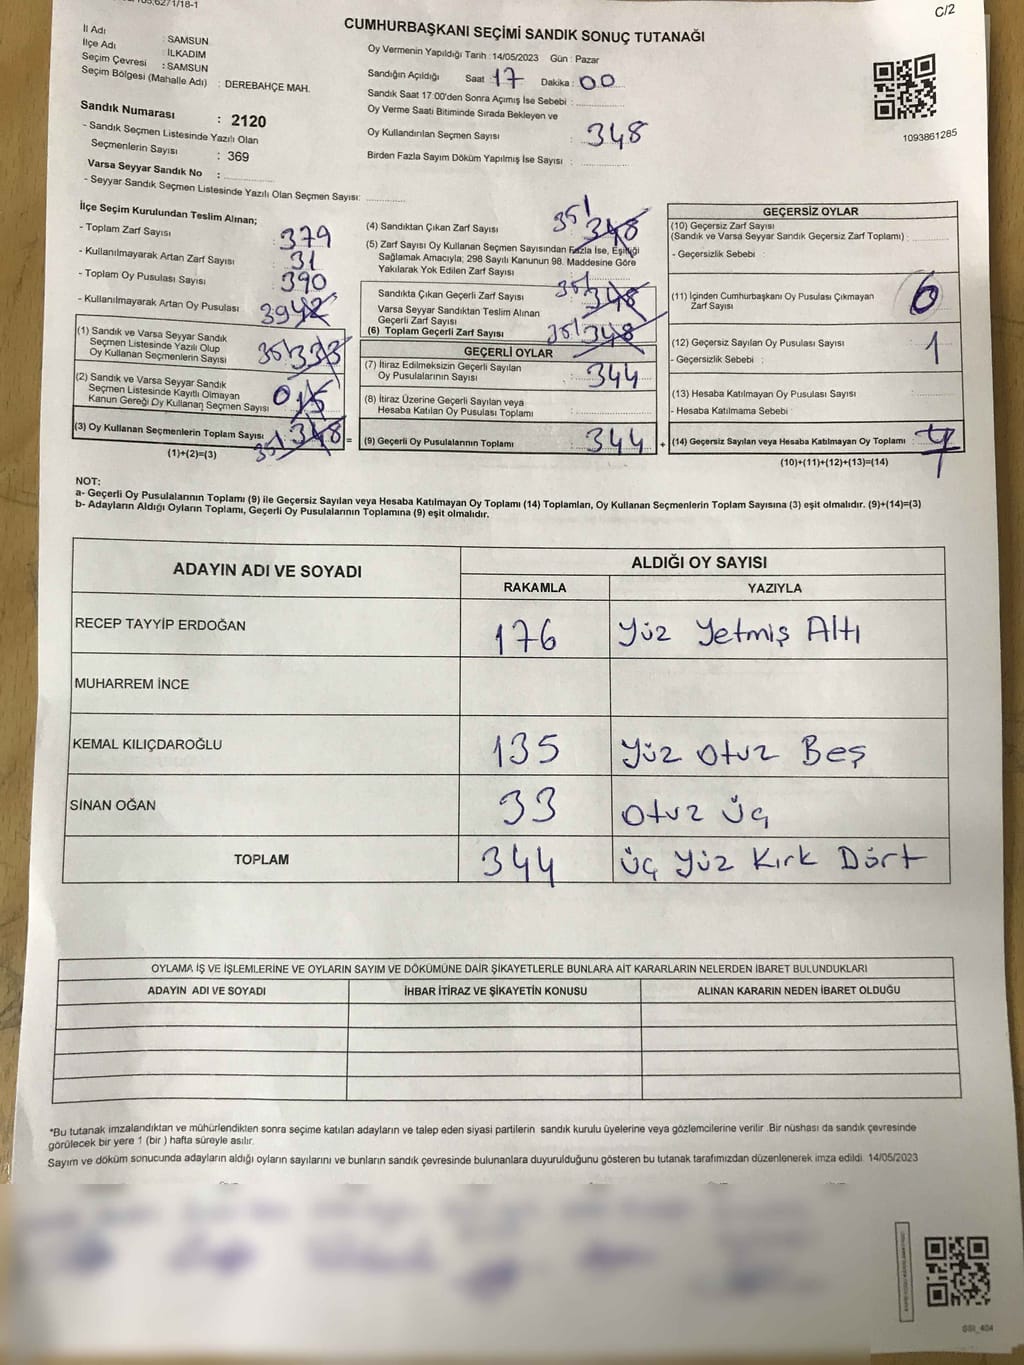 C/2
CUMHURBAŞKANI SEÇİMİ SANDIK SONUÇ TUTANAĞI
İl Adı : SAMSUN
İlçe Adı : İLKADIM
Seçim Çevresi : SAMSUN
Seçim Bölgesi (Mahalle Adı) : DEREBAHÇE MAH.
Sandık Numarası : 2120
- Sandık Seçmen Listesinde Yazılı Olan
Seçmenlerin Sayısı : 369
Varsa Seyyar Sandık No :
- Seyyar Sandık Seçmen Listesinde Yazılı Olan Seçmen Sayısı:
Oy Vermenin Yapıldığı Tarih : 14/05/2023 Gün : Pazar
Sandığın Açıldığı Saat : 17 Dakika : 00
Sandık Saat 17:00'den Sonra Açımış İse Sebebi :
Oy Verme Saati Bitiminde Sırada Bekleyen ve
Oy Kullandırılan Seçmen Sayısı : 348
Birden Fazla Sayım Döküm Yapılmış İse Sayısı :
1093861285
İlçe Seçim Kurulundan Teslim Alınan;
- Toplam Zarf Sayısı : 379
- Kullanılmayarak Artan Zarf Sayısı : 31
- Toplam Oy Pusulası Sayısı : 390
- Kullanılmayarak Artan Oy Pusulası : 39
(1) Sandık ve Varsa Seyyar Sandık
Seçmen Listesinde Yazılı Olup
Oy Kullanan Seçmenlerin Sayısı : 351 333
(2) Sandık ve Varsa Seyyar Sandık
Seçmen Listesinde Kayıtlı Olmayan
Kanun Gereği Oy Kullanan Seçmen Sayısı : 0 15
(3) Oy Kullanan Seçmenlerin Toplam Sayısı : 351 348 =
(1)+(2)=(3)
(4) Sandıktan Çıkan Zarf Sayısı : 351 348
(5) Zarf Sayısı Oy Kullanan Seçmen Sayısından Fazla İse, Eşitliği
Sağlamak Amacıyla; 298 Sayılı Kanunun 98. Maddesine Göre
Yakılarak Yok Edilen Zarf Sayısı
Sandıkta Çıkan Geçerli Zarf Sayısı : 351 348
Varsa Seyyar Sandıktan Teslim Alınan
Geçerli Zarf Sayısı
(6) Toplam Geçerli Zarf Sayısı : 351 348
GEÇERLİ OYLAR
(7) İtiraz Edilmeksizin Geçerli Sayılan
Oy Pusulalarının Sayısı : 344
(8) İtiraz Üzerine Geçerli Sayılan veya
Hesaba Katılan Oy Pusulası Toplamı :
(9) Geçerli Oy Pusulalarının Toplamı : 344 +
GEÇERSİZ OYLAR
(10) Geçersiz Zarf Sayısı
(Sandık ve Varsa Seyyar Sandık Geçersiz Zarf Toplamı) :
- Geçersizlik Sebebi :
(11) İçinden Cumhurbaşkanı Oy Pusulası Çıkmayan
Zarf Sayısı : 6
(12) Geçersiz Sayılan Oy Pusulası Sayısı : 1
- Geçersizlik Sebebi :
(13) Hesaba Katılmayan Oy Pusulası Sayısı :
- Hesaba Katılmama Sebebi :
(14) Geçersiz Sayılan veya Hesaba Katılmayan Oy Toplamı : 7
(10)+(11)+(12)+(13)=(14)
NOT:
a- Geçerli Oy Pusulalarının Toplamı (9) ile Geçersiz Sayılan veya Hesaba Katılmayan Oy Toplamı (14) Toplamları, Oy Kullanan Seçmenlerin Toplam Sayısına (3) eşit olmalıdır. (9)+(14)=(3)
b- Adayların Aldığı Oyların Toplamı, Geçerli Oy Pusulalarının Toplamına (9) eşit olmalıdır.
ADAYIN ADI VE SOYADI
ALDIĞI OY SAYISI
RAKAMLA YAZIYLA
RECEP TAYYİP ERDOĞAN 176 Yüz Yetmiş Altı
MUHARREM İNCE
KEMAL KILIÇDAROĞLU 135 Yüz Otuz Beş
SİNAN OĞAN 33 Otuz Üç
TOPLAM 344 Üç Yüz Kırk Dört
OYLAMA İŞ VE İŞLEMLERİNE VE OYLARIN SAYIM VE DÖKÜMÜNE DAİR ŞİKAYETLERLE BUNLARA AİT KARARLARIN NELERDEN İBARET BULUNDUKLARI
ADAYIN ADI VE SOYADI İHBAR İTİRAZ VE ŞİKAYETİN KONUSU ALINAN KARARIN NEDEN İBARET OLDUĞU
*Bu tutanak imzalandıktan ve mühürlendikten sonra seçime katılan adayların ve talep eden siyasi partilerin sandık kurulu üyelerine veya gözlemcilerine verilir .Bir nüshası da sandık çevresinde
görülecek bir yere 1 (bir ) hafta süreyle asılır.
Sayım ve döküm sonucunda adayların aldığı oyların sayılarını ve bunların sandık çevresinde bulunanlara duyurulduğunu gösteren bu tutanak tarafımızdan düzenlenerek imza edildi. 14/05/2023